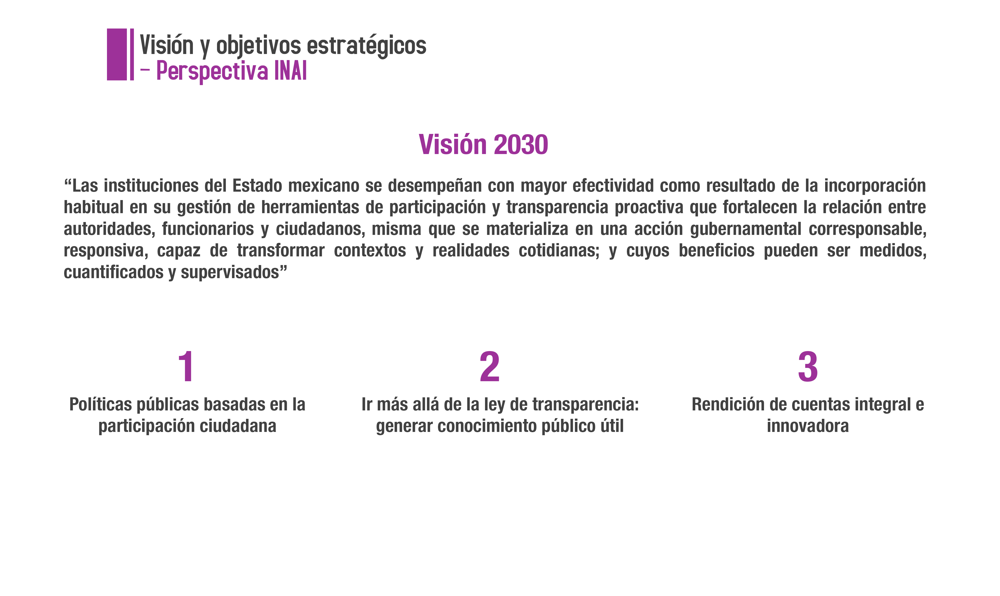 Visión y objetivos estratégicos
– Perspectiva INAI
Visión 2030
“Las instituciones del Estado mexicano se desempeñan con mayor efectividad como resultado de la incorporación
habitual en su gestión de herramientas de participación y transparencia proactiva que fortalecen la relación entre
autoridades, funcionarios y ciudadanos, misma que se materializa en una acción gubernamental corresponsable,
responsiva, capaz de transformar contextos y realidades cotidianas; y cuyos beneficios pueden ser medidos,
cuantificados y supervisados”
1
Políticas públicas basadas en la
participación ciudadana
2
Ir más allá de la ley de transparencia:
generar conocimiento público útil
3
Rendición de cuentas integral e
innovadora